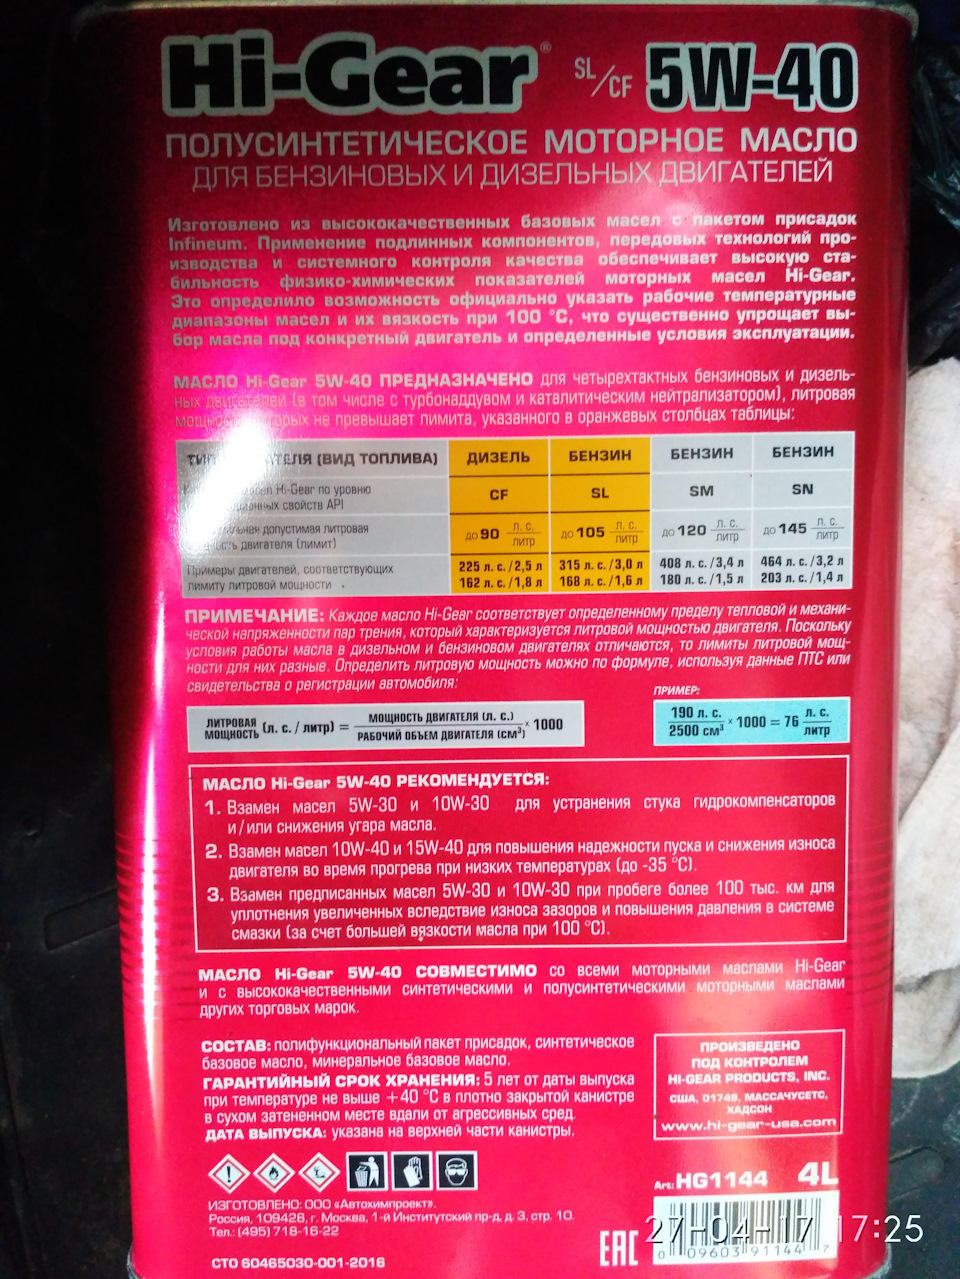 Hi-Gear® SL/CF 5W-40
ПОЛУСИНТЕТИЧЕСКОЕ МОТОРНОЕ МАСЛО
ДЛЯ БЕНЗИНОВЫХ И ДИЗЕЛЬНЫХ ДВИГАТЕЛЕЙ
Изготовлено из высококачественных базовых масел с пакетом присадок
Infineum. Применение подлинных компонентов, передовых технологий про-
изводства и системного контроля качества обеспечивает высокую ста-
бильность физико-химических показателей моторных масел Hi-Gear.
Это определило возможность официально указать рабочие температурные
диапазоны масел и их вязкость при 100 °C, что существенно упрощает вы-
бор масла под конкретный двигатель и определенные условия эксплуатации.
МАСЛО Hi-Gear 5W-40 ПРЕДНАЗНАЧЕНО для четырехтактных бензиновых и дизель-
ных двигателей (в том числе с турбонаддувом и каталитическим нейтрализатором), литровая
мощность которых не превышает лимита, указанного в оранжевых столбцах таблицы:
ТИП ДВИГАТЕЛЯ (ВИД ТОПЛИВА) ДИЗЕЛЬ БЕНЗИН БЕНЗИН БЕНЗИН
Hi-Gear по уровню
свойств API CF SL SM SN
допустимая литровая
двигателя (лимит) до 90 л. с./литр до 105 л. с./литр до 120 л. с./литр до 145 л. с./литр
Примеры двигателей, соответствующих 225 л. с./2,5 л 315 л. с./3,0 л 408 л. с./3,4 л 464 л. с./3,2 л
лимиту литровой мощности 162 л. с./1,8 л 168 л. с./1,6 л 180 л. с./1,5 л 203 л. с./1,4 л
ПРИМЕЧАНИЕ: Каждое масло Hi-Gear соответствует определенному пределу тепловой и механи-
ческой напряженности пар трения, который характеризуется литровой мощностью двигателя. Поскольку
условия работы масла в дизельном и бензиновом двигателях отличаются, то лимиты литровой мощ-
ности для них разные. Определить литровую мощность можно по формуле, используя данные ПТС или
свидетельства о регистрации автомобиля:
ПРИМЕР:
ЛИТРОВАЯ МОЩНОСТЬ (л. с. / литр) = МОЩНОСТЬ ДВИГАТЕЛЯ (л. с.) / РАБОЧИЙ ОБЪЕМ ДВИГАТЕЛЯ (см³) × 1000
190 л. с. / 2500 см³ × 1000 = 76 л. с. / литр
МАСЛО Hi-Gear 5W-40 РЕКОМЕНДУЕТСЯ:
1. Взамен масел 5W-30 и 10W-30 для устранения стука гидрокомпенсаторов
и/или снижения угара масла.
2. Взамен масел 10W-40 и 15W-40 для повышения надежности пуска и снижения износа
двигателя во время прогрева при низких температурах (до -35 °C).
3. Взамен предписанных масел 5W-30 и 10W-30 при пробеге более 100 тыс. км для
уплотнения увеличенных вследствие износа зазоров и повышения давления в системе
смазки (за счет большей вязкости масла при 100 °C).
МАСЛО Hi-Gear 5W-40 СОВМЕСТИМО со всеми моторными маслами Hi-Gear
и с высококачественными синтетическими и полусинтетическими моторными маслами
других торговых марок.
СОСТАВ: полифункциональный пакет присадок, синтетическое
базовое масло, минеральное базовое масло.
ГАРАНТИЙНЫЙ СРОК ХРАНЕНИЯ: 5 лет от даты выпуска
при температуре не выше +40 °C в плотно закрытой канистре
в сухом затененном месте вдали от агрессивных сред.
ДАТА ВЫПУСКА: указана на верхней части канистры.
ПРОИЗВЕДЕНО
ПОД КОНТРОЛЕМ
HI-GEAR PRODUCTS, INC.
США, 01749, МАССАЧУСЕТС,
ХАДСОН
www.hi-gear-usa.com
Art: HG1144 4L
ИЗГОТОВЛЕНО: ООО «Автохимпроект».
Россия, 109428, г. Москва, 1-й Институтский пр-д, д. 3, стр. 10.
Тел.: (495) 718-16-22
СТО 60465030-001-2016
EAC
0 09603 91144 7
27-04-17 17:25